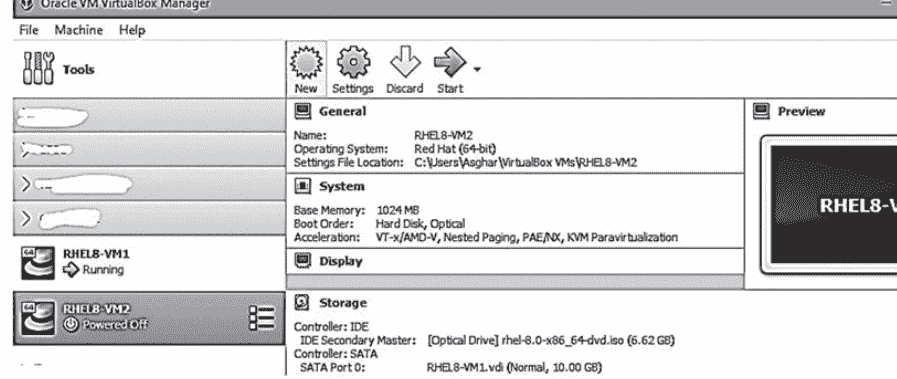 Oracle VM VirtualBox Manager
File Machine Help
Tools
New Settings Discard Start
General
Name: RHEL8-VM2
Operating System: Red Hat (64-bit)
Settings File Location: C:\Users\Asghar\VirtualBox VMs\RHEL8-VM2
Preview
RHEL8-V
System
Base Memory: 1024 MB
Boot Order: Hard Disk, Optical
Acceleration: VT-x/AMD-V, Nested Paging, PAE/NX, KVM Paravirtualization
Display
64
RHEL8-VM1
Running
64
RHEL8-VM2
Powered Off
Storage
Controller: IDE
IDE Secondary Master: [Optical Drive] rhel-8.0-x86_64-dvd.iso (6.62 GB)
Controller: SATA
SATA Port 0: RHEL8-VM1.vdi (Normal, 10.00 GB)